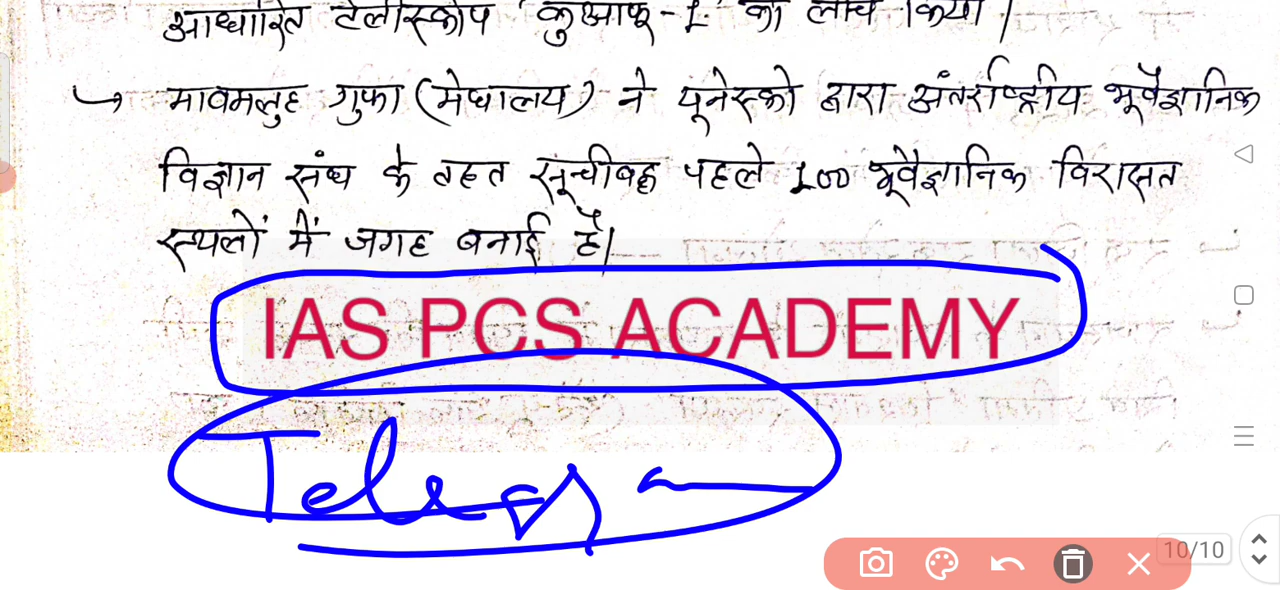 आधारित टेलीस्कोप 'कुआफू-1' को लांच किया।
→ मावमलुह गुफा (मेघालय) ने यूनेस्को द्वारा अंतर्राष्ट्रीय भूवैज्ञानिक
विज्ञान संघ के तहत सूचीबद्ध पहले 100 भूवैज्ञानिक विरासत
स्थलों में जगह बनाई है।
IAS PCS ACADEMY
10/10